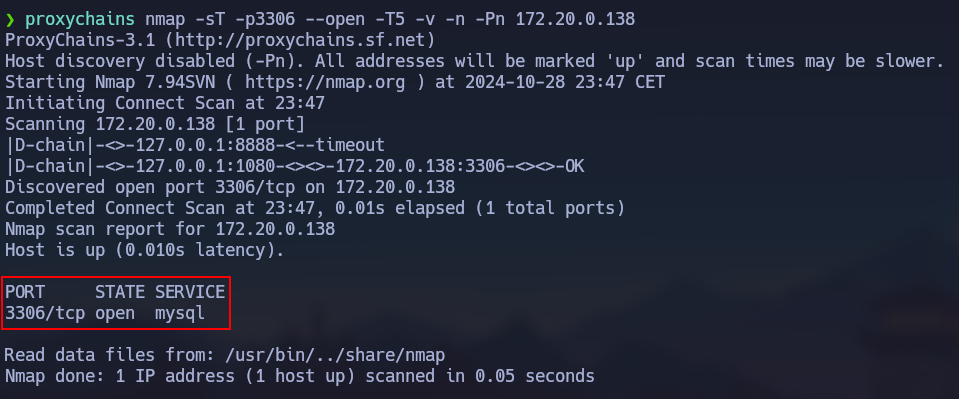 ❯ proxychains nmap -sT -p3306 --open -T5 -v -n -Pn 172.20.0.138
ProxyChains-3.1 (http://proxychains.sf.net)
Host discovery disabled (-Pn). All addresses will be marked 'up' and scan times may be slower.
Starting Nmap 7.94SVN ( https://nmap.org ) at 2024-10-28 23:47 CET
Initiating Connect Scan at 23:47
Scanning 172.20.0.138 [1 port]
|D-chain|-<>-127.0.0.1:8888-<--timeout
|D-chain|-<>-127.0.0.1:1080-<><>-172.20.0.138:3306-<><>-OK
Discovered open port 3306/tcp on 172.20.0.138
Completed Connect Scan at 23:47, 0.01s elapsed (1 total ports)
Nmap scan report for 172.20.0.138
Host is up (0.010s latency).
PORT     STATE SERVICE
3306/tcp open  mysql
Read data files from: /usr/bin/../share/nmap
Nmap done: 1 IP address (1 host up) scanned in 0.05 seconds